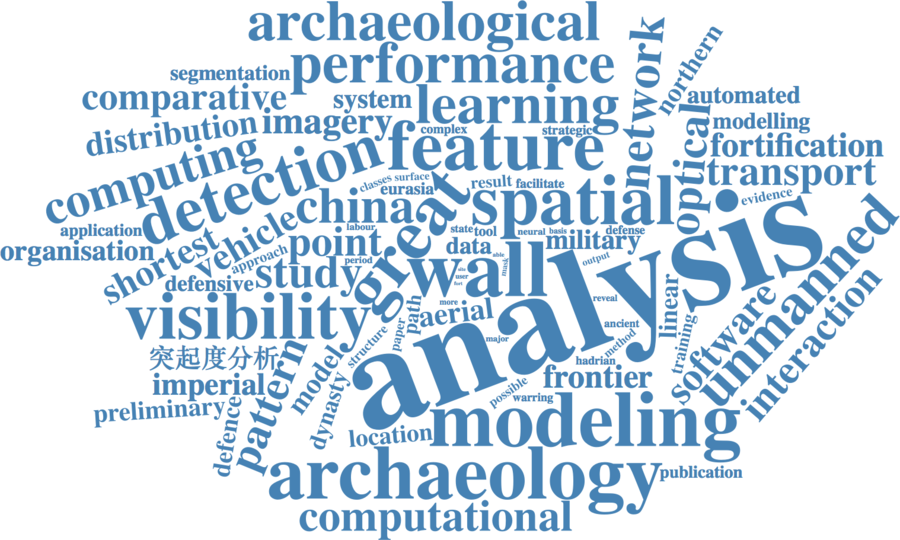 archaeological
network
northern
segmentation
performance
comparative
system
learning
automated
distribution
imagery
complex
strategic
optical
modelling
fortification
computing
detection
feature
transport
classes
surface
eurasia
result
facilitate
evidence
application
vehicle
china
great
spatial
analysis
unmanned
organisation
shortest
approach
point
labour
state
tool
neural
basis
defense
data
military
defensive
study
period
wall
able
mask
output
user
fort
visibility
path
aerial
more
reveal
linear
software
interaction
突起度分析
pattern
model
structure
paper
major
ancient
method
training
imperial
hadrian
frontier
preliminary
defence
dynasty
possible
warring
location
modeling
archaeology
publication
computational